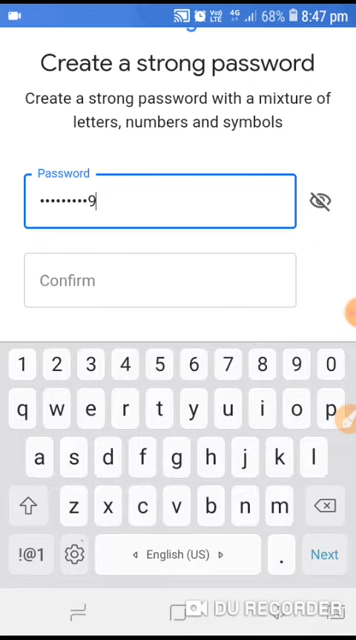 VoLTE 4G 68% 8:47 pm
Create a strong password
Create a strong password with a mixture of
letters, numbers and symbols
Password
•••••••••9
Confirm
1 2 3 4 5 6 7 8 9 0
q w e r t y u i o p
a s d f g h j k l
z x c v b n m
!@1 English (US) . Next
DU RECORDER